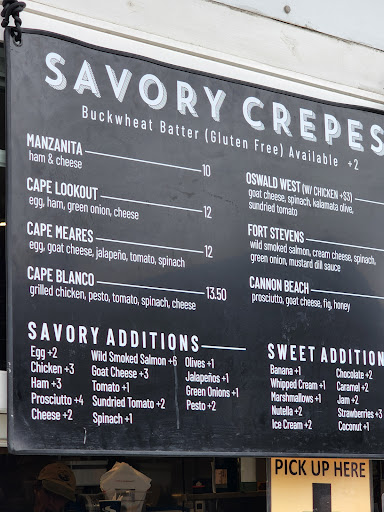 SAVORY CREPES
Buckwheat Batter (Gluten Free) Available +2
MANZANITA 10
ham & cheese
CAPE LOOKOUT 12
egg, ham, green onion, cheese
CAPE MEARES 12
egg, goat cheese, jalapeño, tomato, spinach
CAPE BLANCO 13.50
grilled chicken, pesto, tomato, spinach, cheese
OSWALD WEST (W/ CHICKEN +$3)
goat cheese, spinach, kalamata olive,
sundried tomato
FORT STEVENS
wild smoked salmon, cream cheese, spinach,
green onion, mustard dill sauce
CANNON BEACH
prosciutto, goat cheese, fig, honey
SAVORY ADDITIONS
Egg +2
Chicken +3
Ham +3
Prosciutto +4
Cheese +2
Wild Smoked Salmon +6
Goat Cheese +3
Tomato +1
Sundried Tomato +2
Spinach +1
Olives +1
Jalapeños +1
Green Onions +1
Pesto +2
SWEET ADDITION
Banana +1
Whipped Cream +1
Marshmallows +1
Nutella +2
Ice Cream +2
Chocolate +2
Caramel +2
Jam +2
Strawberries +3
Coconut +1
PICK UP HERE